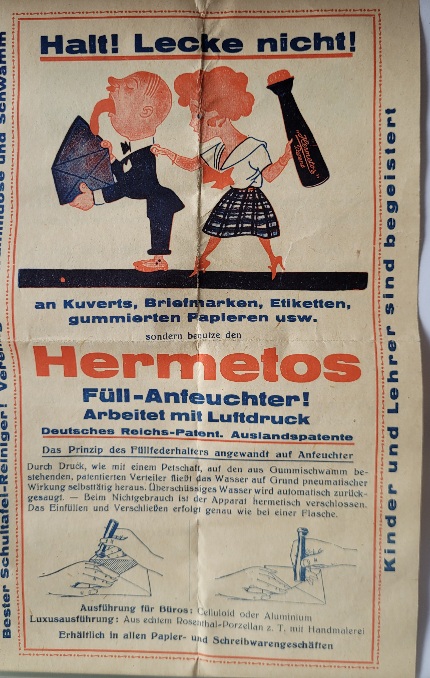 Halt! Lecke nicht!
Hermetos
an Kuverts, Briefmarken, Etiketten,
gummierten Papieren usw.
sondern benutze den
Hermetos
Füll-Anfeuchter!
Arbeitet mit Luftdruck
Deutsches Reichs-Patent. Auslandspatente
Das Prinzip des Füllfederhalters angewandt auf Anfeuchter
Durch Druck, wie mit einem Petschaft, auf den aus Gummischwamm be-
stehenden, patentierten Verteiler fließt das Wasser auf Grund pneumatischer
Wirkung selbsttätig heraus. Überschüssiges Wasser wird automatisch zurück-
gesaugt. — Beim Nichtgebrauch ist der Apparat hermetisch verschlossen.
Das Einfüllen und Verschließen erfolgt genau wie bei einer Flasche.
Ausführung für Büros: Celluloid oder Aluminium
Luxusausführung: Aus echtem Rosenthal-Porzellan z. T. mit Handmalerei
Erhältlich in allen Papier- und Schreibwarengeschäften
Bester Schultafel-Reiniger! und Schwamm
Kinder und Lehrer sind begeistert